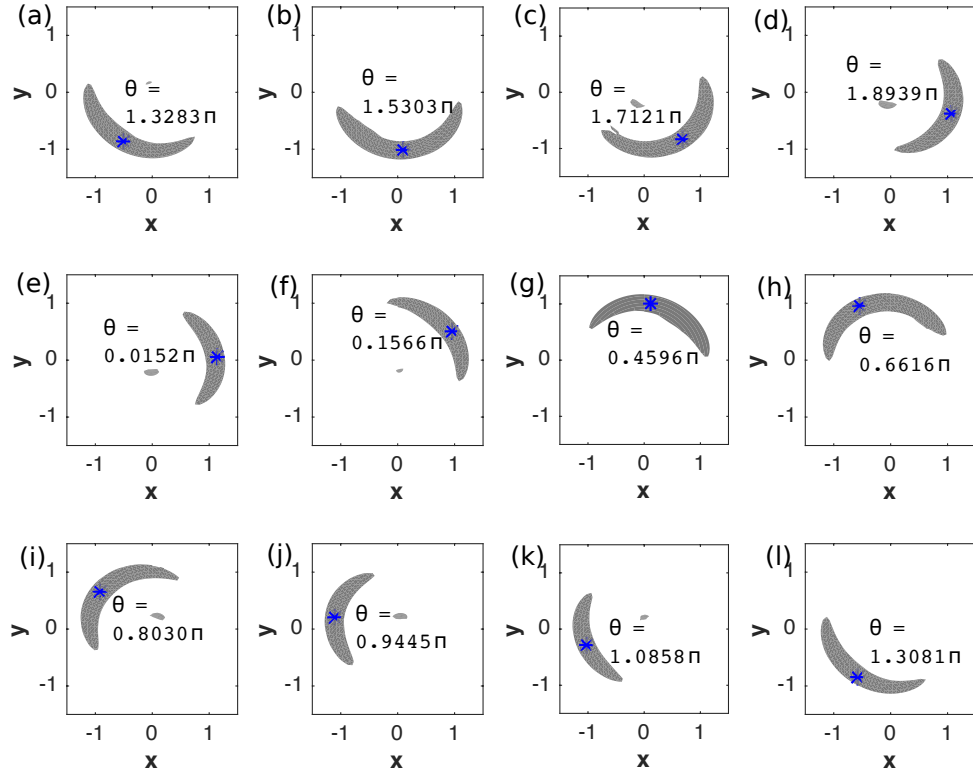 (a) (b) (c) (d)
1 1 1 1
θ =
0 θ = 0 θ = 0 θ = 0 1.8939π
y 1.3283π y 1.5303π y 1.7121π y
-1 -1 -1 -1
-1 0 1 -1 0 1 -1 0 1 -1 0 1
x x x x
(e) (f) (g) (h)
1 1 1 1
θ = θ = θ = θ =
y 0 0.0152π y 0 0.1566π y 0 0.4596π y 0 0.6616π
-1 -1 -1 -1
-1 0 1 -1 0 1 -1 0 1 -1 0 1
x x x x
(i) (j) (k) (l)
1 1 1 1
θ = θ = θ = θ =
y 0 0.8030π y 0 0.9445π y 0 1.0858π y 0 1.3081π
-1 -1 -1 -1
-1 0 1 -1 0 1 -1 0 1 -1 0 1
x x x x